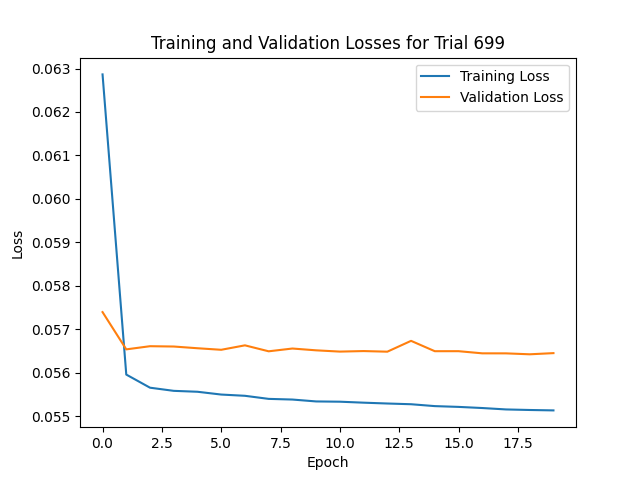 Training and Validation Losses for Trial 699
Training Loss
Validation Loss
Loss
0.063
0.062
0.061
0.060
0.059
0.058
0.057
0.056
0.055
0.0 2.5 5.0 7.5 10.0 12.5 15.0 17.5
Epoch